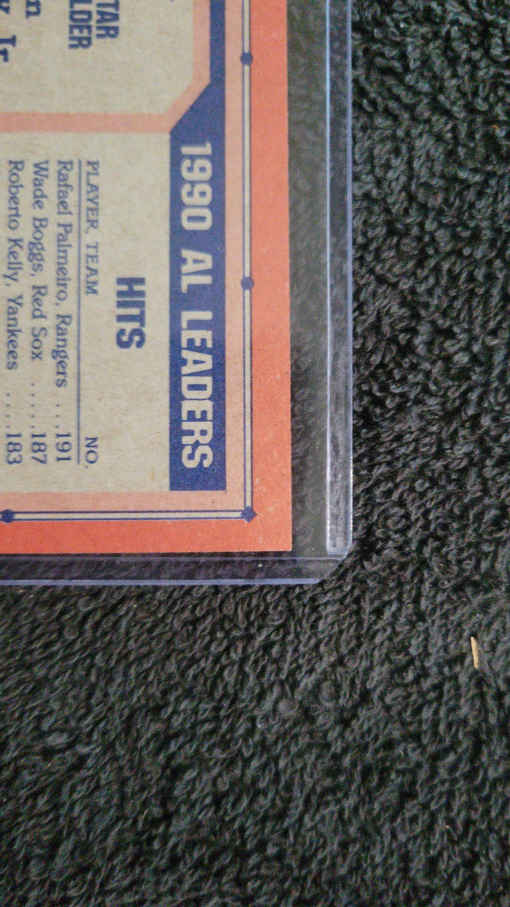 TAR
LDER
n
Jr.
1990 AL LEADERS
HITS
PLAYER, TEAM NO.
Rafael Palmeiro, Rangers ....191
Wade Boggs, Red Sox .....187
Roberto Kelly, Yankees .....183